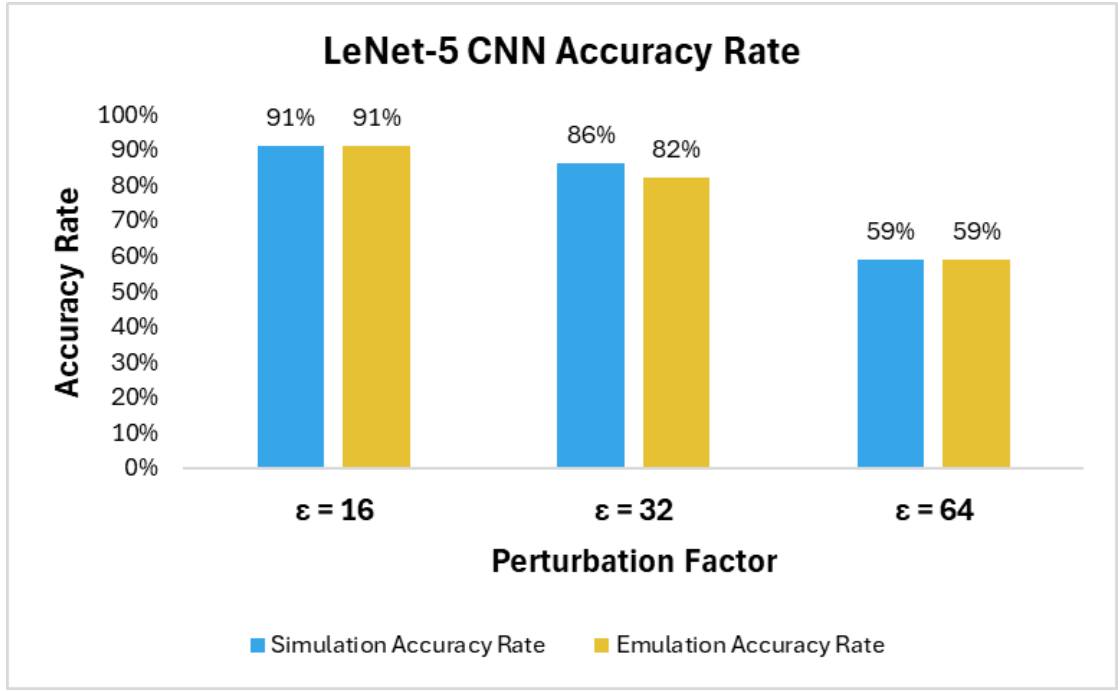 LeNet-5 CNN Accuracy Rate
100%
90%
80%
70%
60%
50%
40%
30%
20%
10%
0%
Accuracy Rate
91% 91%
86% 82%
59% 59%
ε = 16 ε = 32 ε = 64
Perturbation Factor
Simulation Accuracy Rate Emulation Accuracy Rate